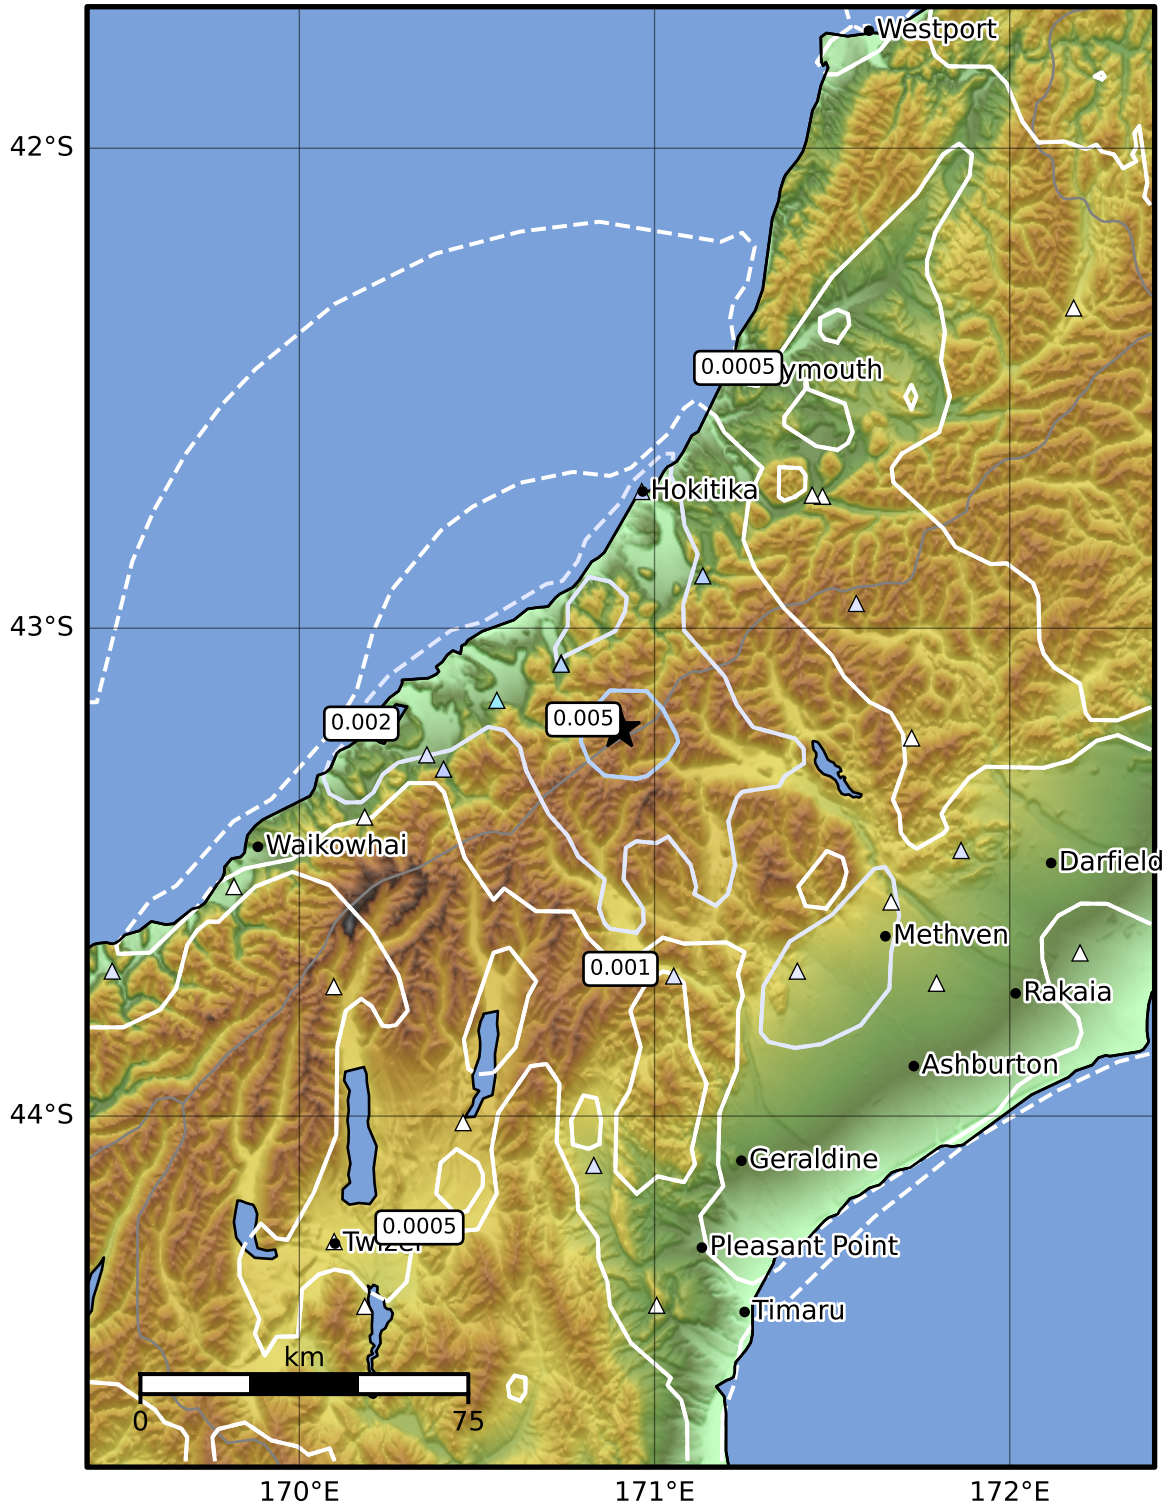 Westport
42°S
0.0005
ymouth
Hokitika
43°S
0.002
0.005
Waikowhai
Darfield
Methven
0.001
Rakaia
Ashburton
44°S
Geraldine
0.0005
Pleasant Point
Timaru
km
0 75
170°E 171°E 172°E